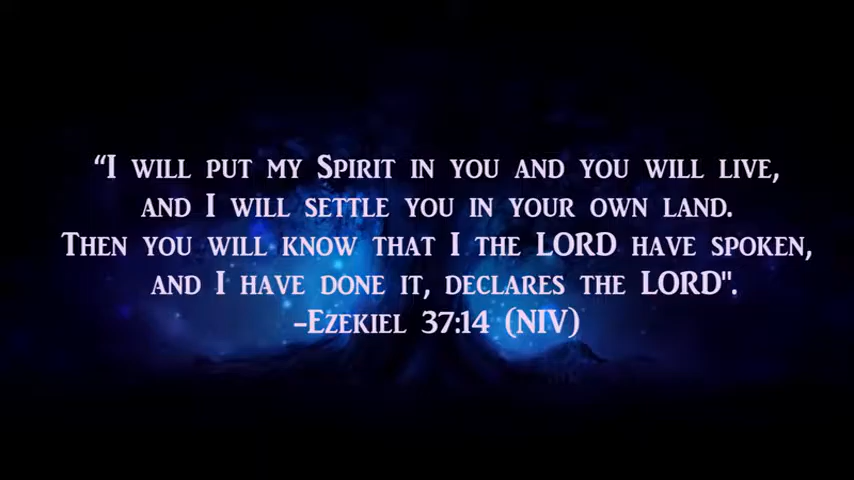 “I will put my Spirit in you and you will live,
and I will settle you in your own land.
Then you will know that I the LORD have spoken,
and I have done it, declares the LORD".
-Ezekiel 37:14 (NIV)